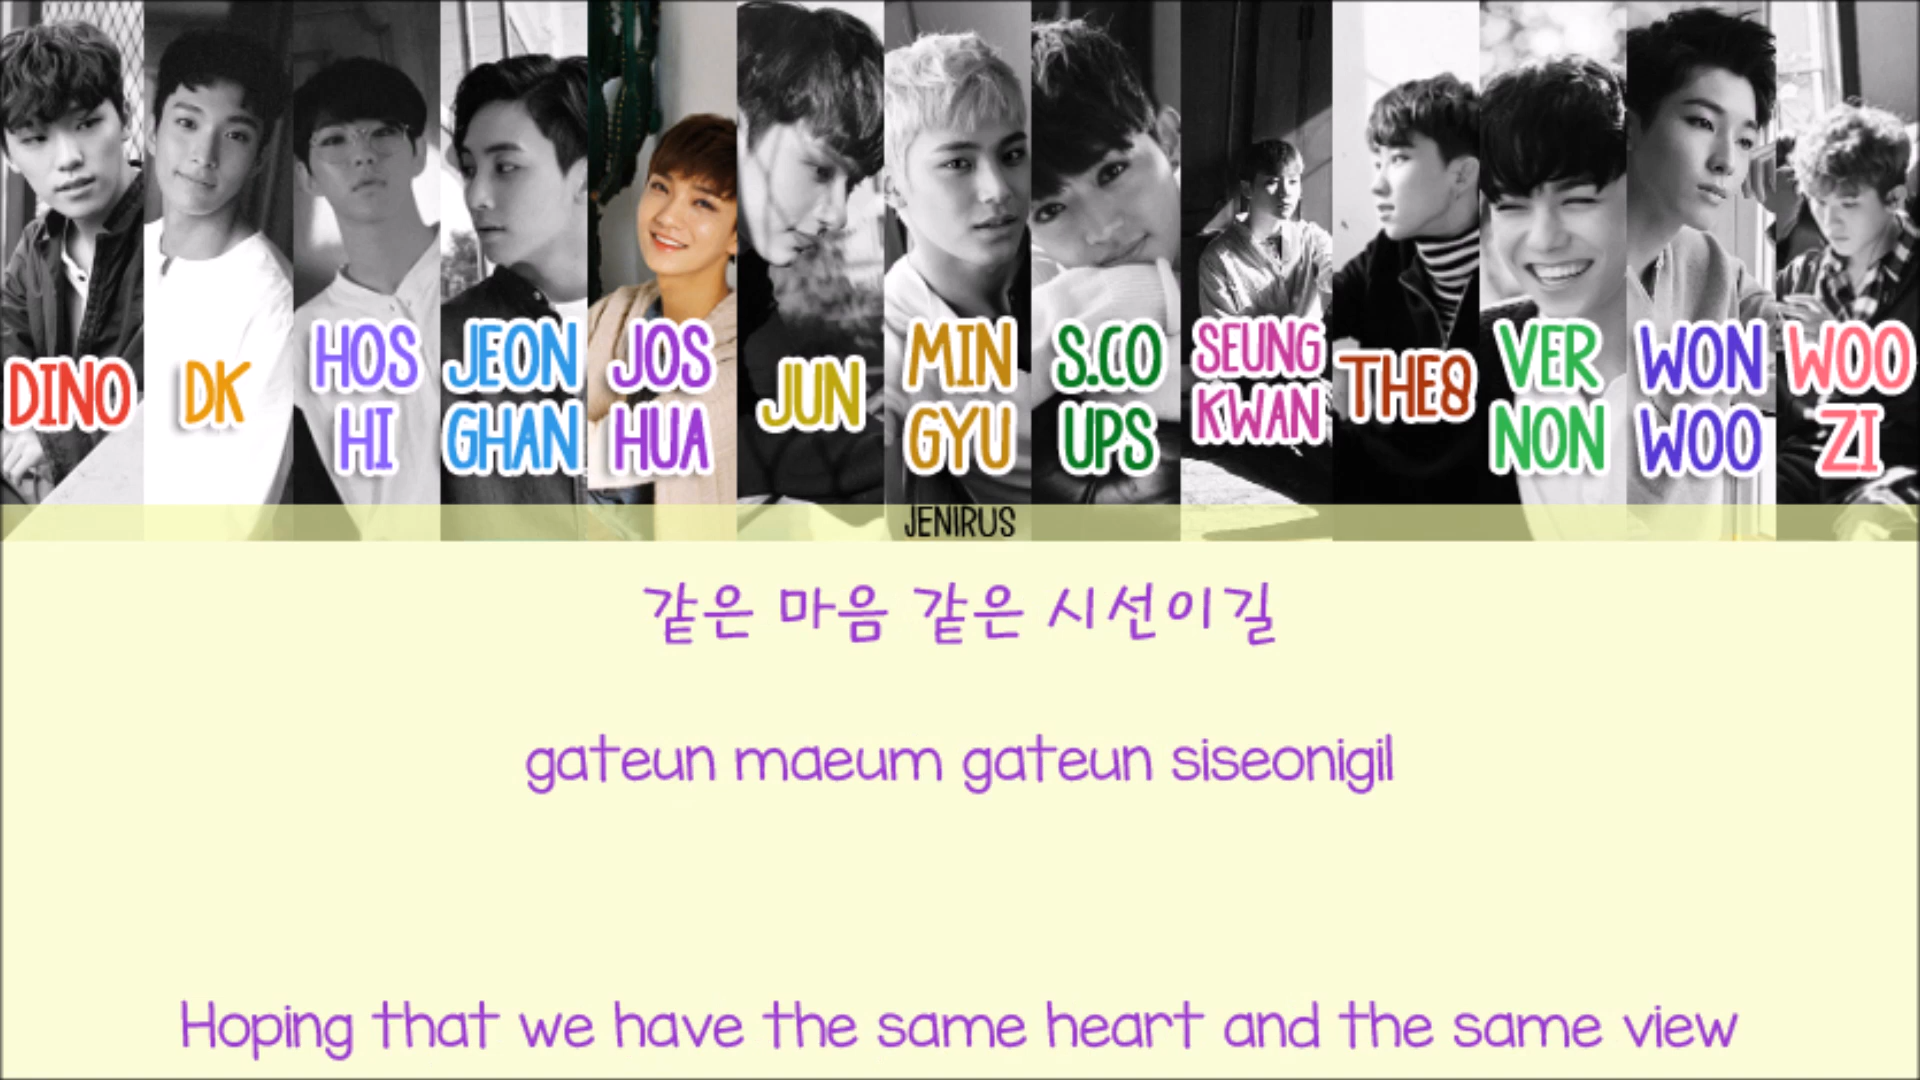 DINO
DK
HOS
HI
JEON
GHAN
JOS
HUA
JUN
MIN
GYU
S.CO
UPS
SEUNG
KWAN
THE8
VER
NON
WON
WOO
WOO
ZI
JENIRUS
같은 마음 같은 시선이길
gateun maeum gateun siseonigil
Hoping that we have the same heart and the same view